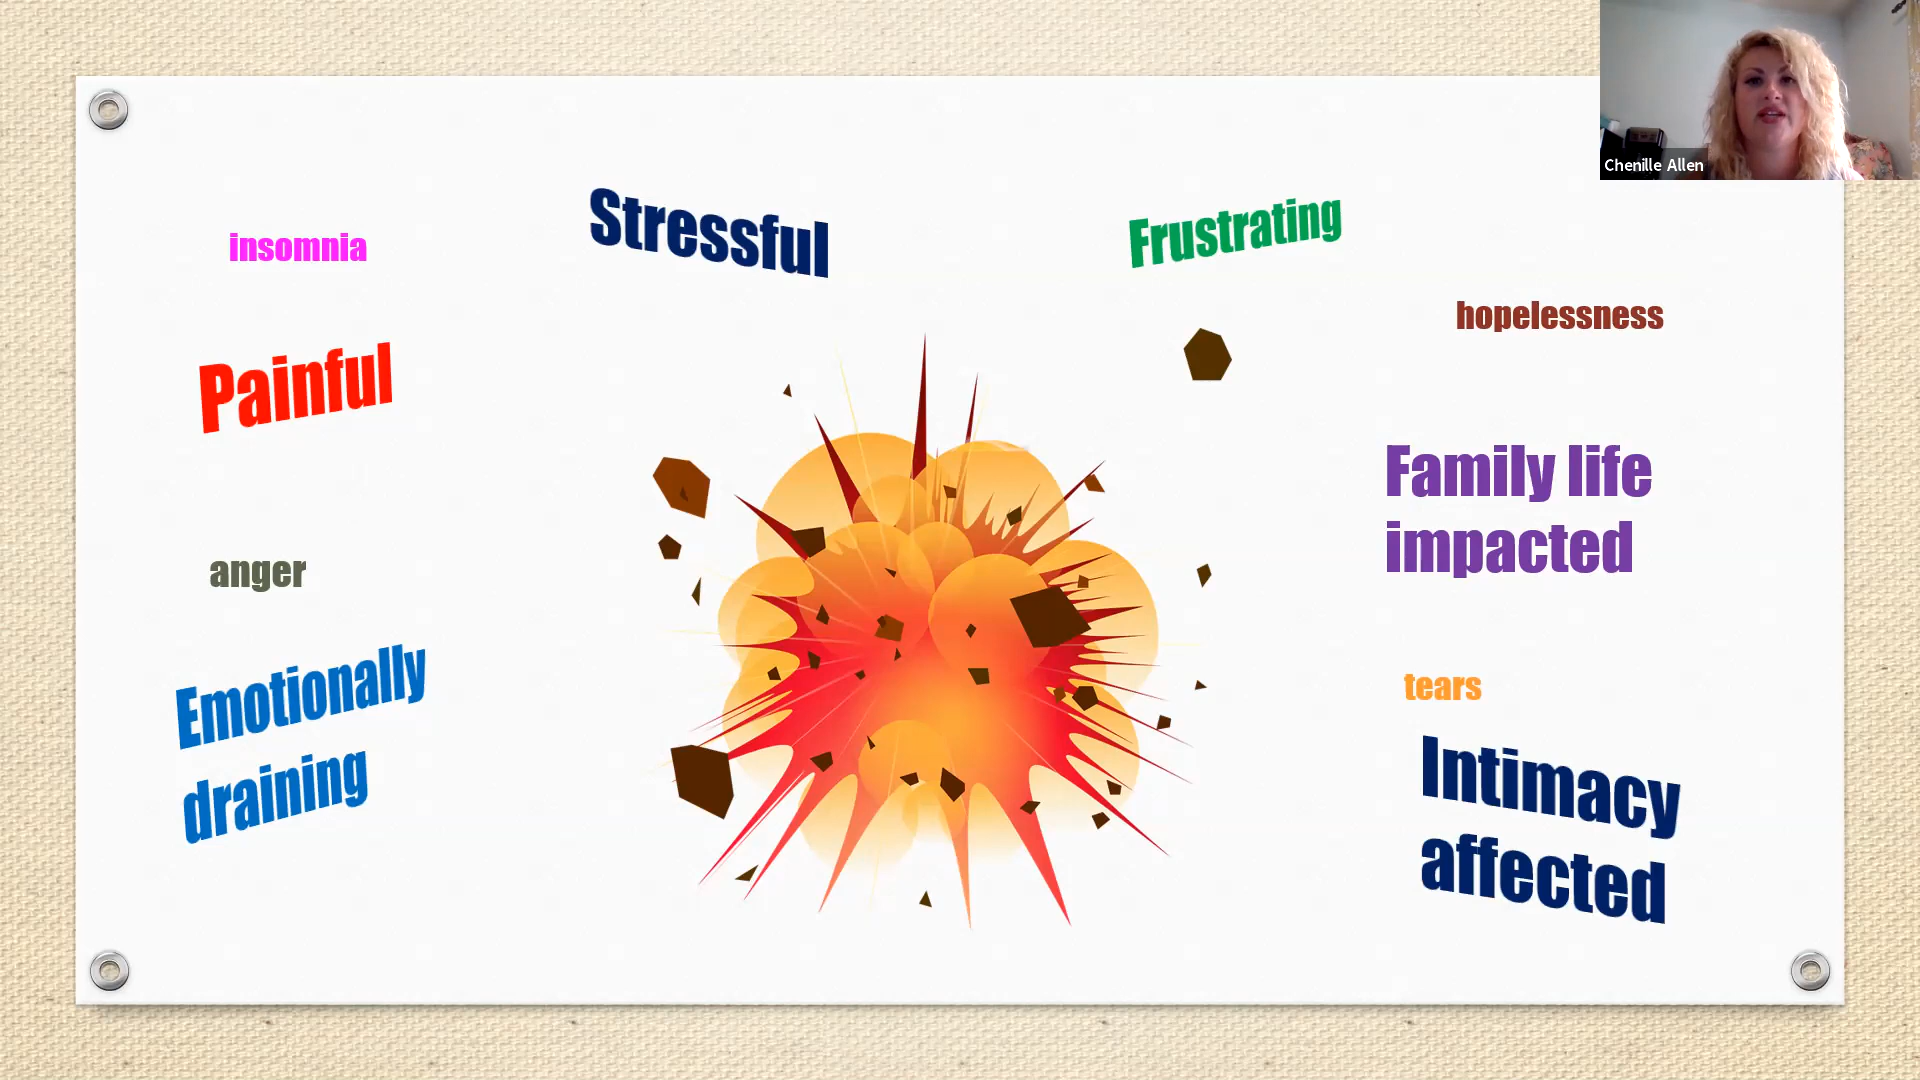 Chenille Allen
Stressful
Frustrating
insomnia
hopelessness
Painful
Family life
impacted
anger
Emotionally
draining
tears
Intimacy
affected